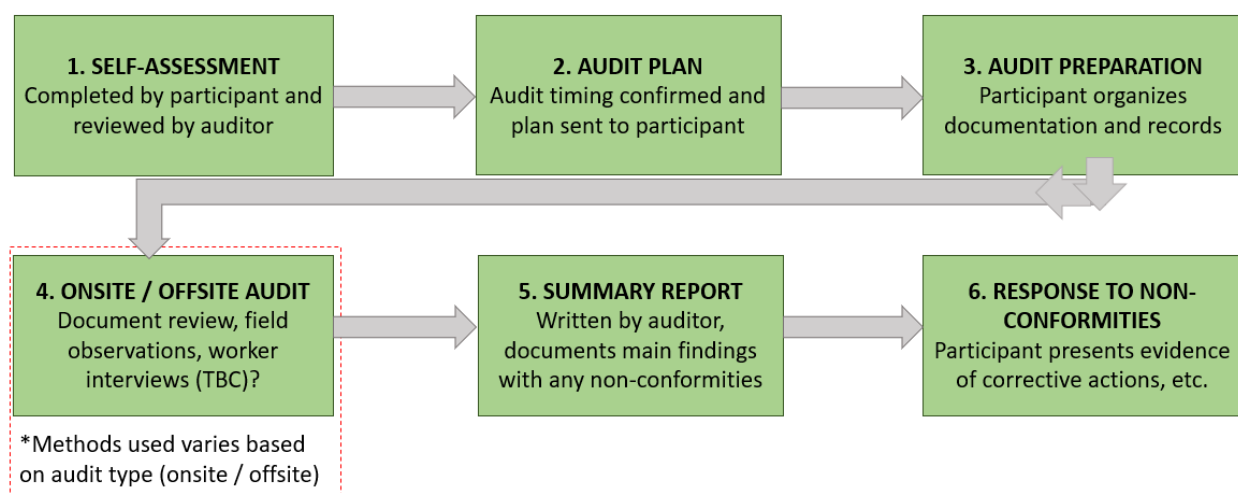 1. SELF-ASSESSMENT
Completed by participant and
reviewed by auditor
2. AUDIT PLAN
Audit timing confirmed and
plan sent to participant
3. AUDIT PREPARATION
Participant organizes
documentation and records
4. ONSITE / OFFSITE AUDIT
Document review, field
observations, worker
interviews (TBC)?
*Methods used varies based
on audit type (onsite / offsite)
5. SUMMARY REPORT
Written by auditor,
documents main findings
with any non-conformities
6. RESPONSE TO NON-
CONFORMITIES
Participant presents evidence
of corrective actions, etc.